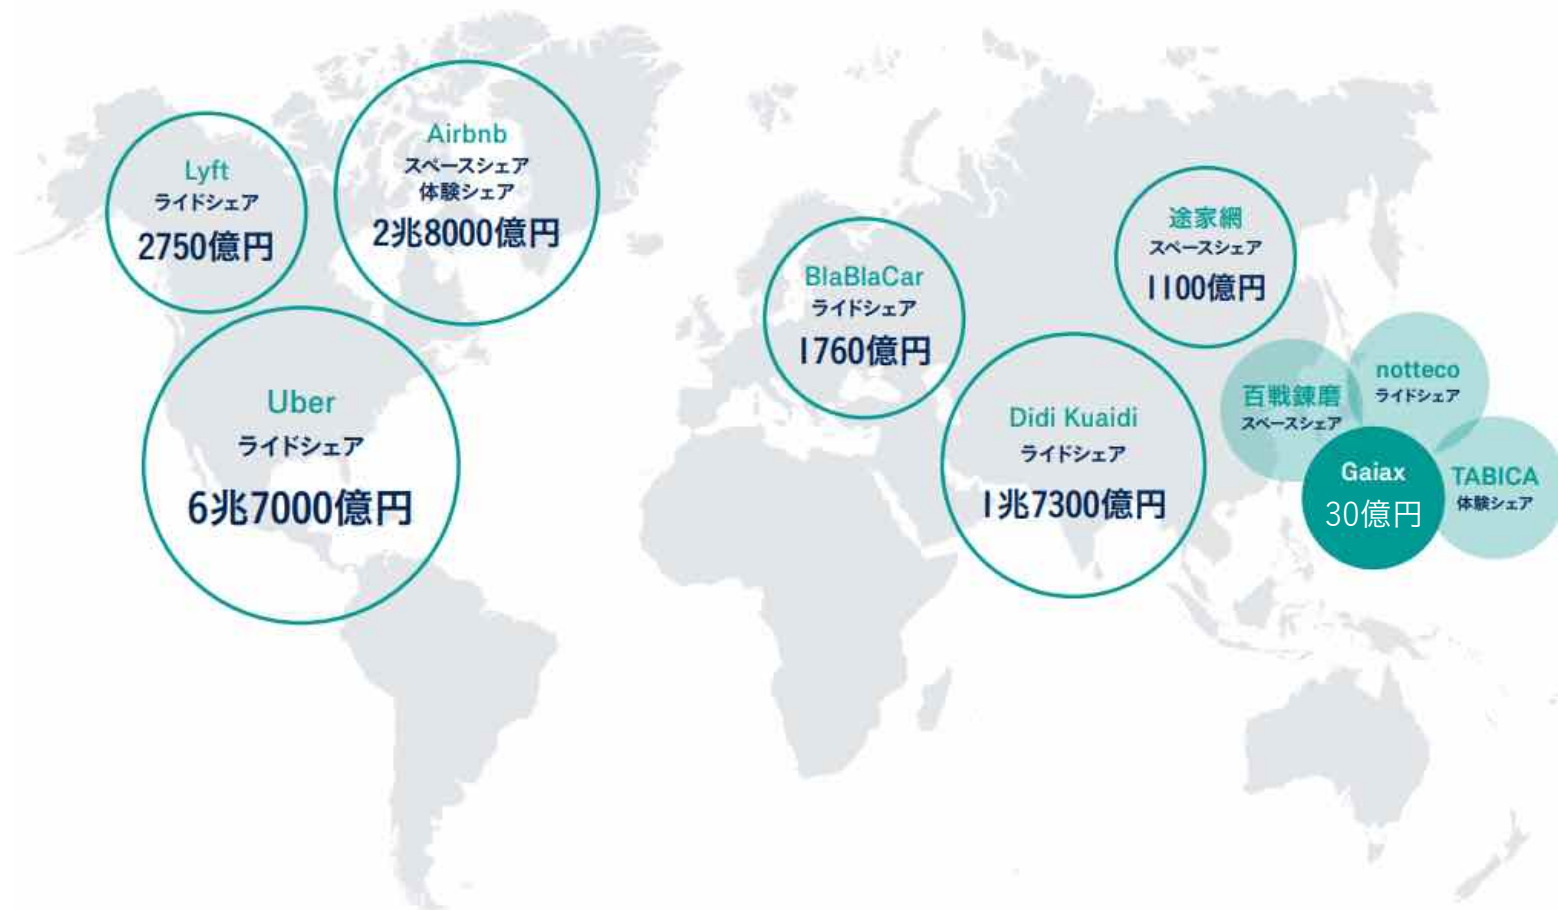 Lyft
ライドシェア
2750億円
Airbnb
スペースシェア
体験シェア
2兆8000億円
Uber
ライドシェア
6兆7000億円
BlaBlaCar
ライドシェア
1760億円
Didi Kuaidi
ライドシェア
1兆7300億円
途家網
スペースシェア
1100億円
百戦錬磨
スペースシェア
notteco
ライドシェア
Gaiax
30億円
TABICA
体験シェア